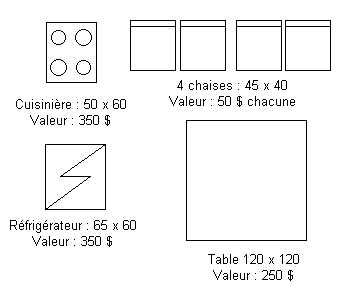 Cuisinière : 50 x 60
Valeur : 350 $
4 chaises : 45 x 40
Valeur : 50 $ chacune
Réfrigérateur : 65 x 60
Valeur : 350 $
Table 120 x 120
Valeur : 250 $